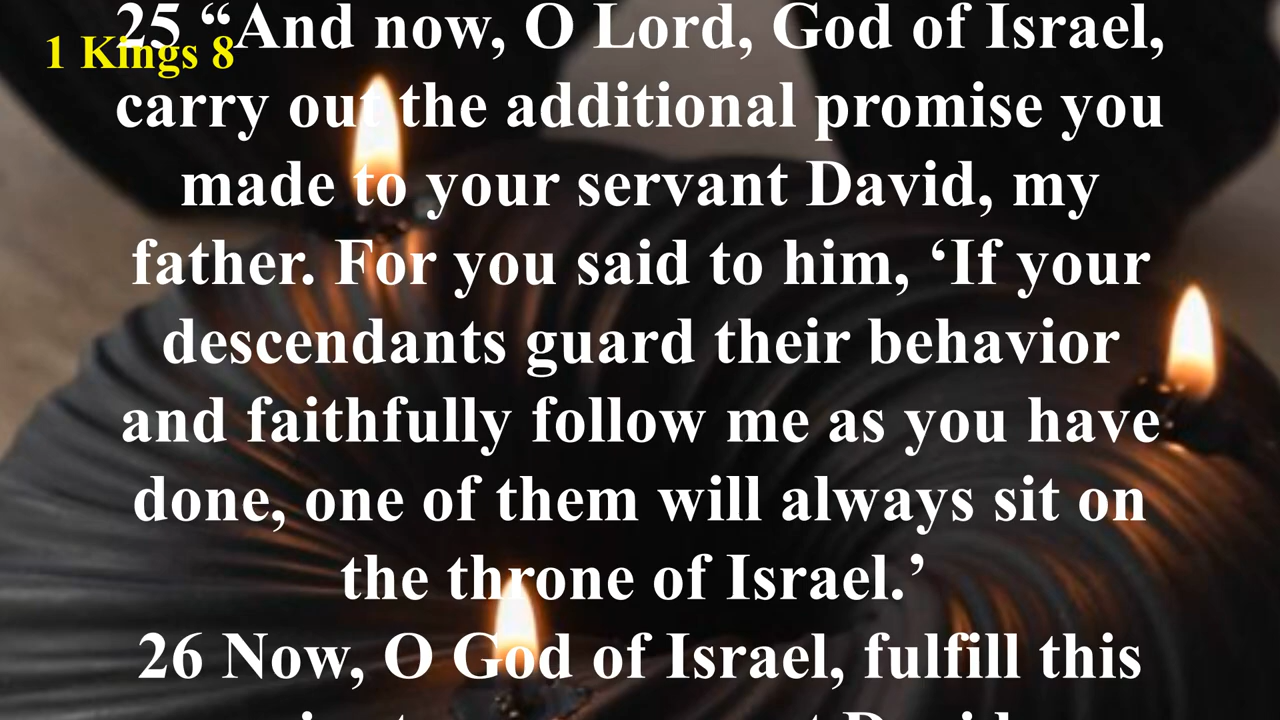 1 Kings 8
25 “And now, O Lord, God of Israel,
carry out the additional promise you
made to your servant David, my
father. For you said to him, ‘If your
descendants guard their behavior
and faithfully follow me as you have
done, one of them will always sit on
the throne of Israel.’
26 Now, O God of Israel, fulfill this